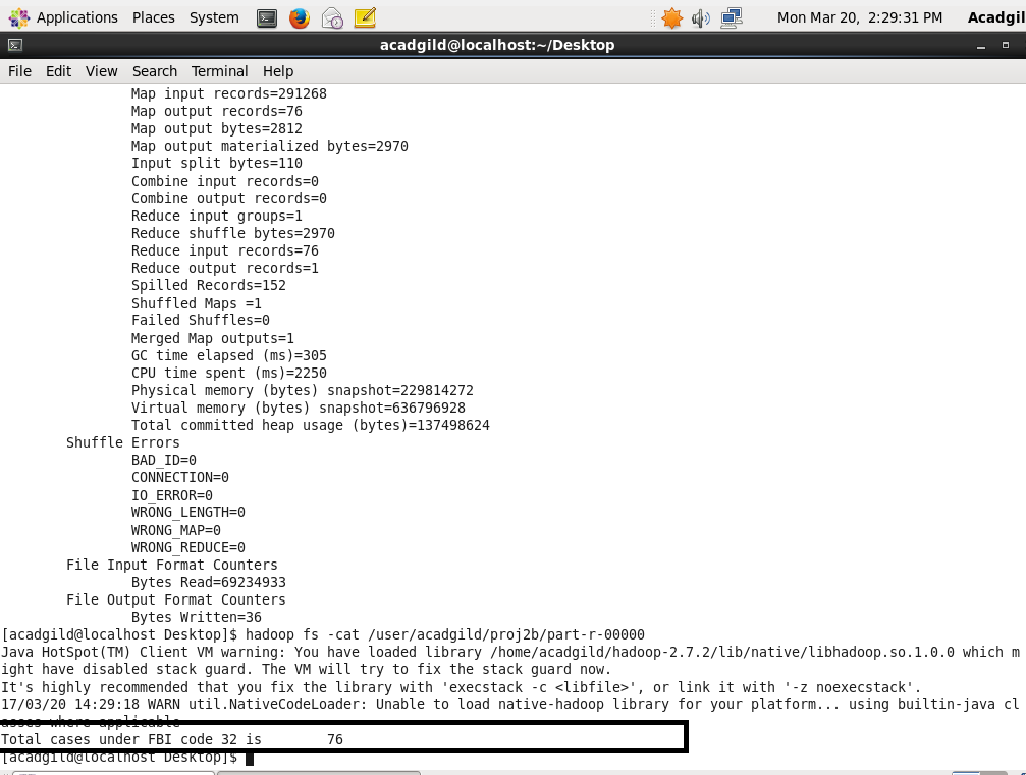 Applications Places System Mon Mar 20, 2:29:31 PM Acadgil
acadgild@localhost:~/Desktop
File Edit View Search Terminal Help
Map input records=291268
Map output records=76
Map output bytes=2812
Map output materialized bytes=2970
Input split bytes=110
Combine input records=0
Combine output records=0
Reduce input groups=1
Reduce shuffle bytes=2970
Reduce input records=76
Reduce output records=1
Spilled Records=152
Shuffled Maps =1
Failed Shuffles=0
Merged Map outputs=1
GC time elapsed (ms)=305
CPU time spent (ms)=2250
Physical memory (bytes) snapshot=229814272
Virtual memory (bytes) snapshot=636796928
Total committed heap usage (bytes)=137498624
Shuffle Errors
BAD_ID=0
CONNECTION=0
IO_ERROR=0
WRONG_LENGTH=0
WRONG_MAP=0
WRONG_REDUCE=0
File Input Format Counters
Bytes Read=69234933
File Output Format Counters
Bytes Written=36
[acadgild@localhost Desktop]$ hadoop fs -cat /user/acadgild/proj2b/part-r-00000
Java HotSpot(TM) Client VM warning: You have loaded library /home/acadgild/hadoop-2.7.2/lib/native/libhadoop.so.1.0.0 which m
ight have disabled stack guard. The VM will try to fix the stack guard now.
It's highly recommended that you fix the library with 'execstack -c <libfile>', or link it with '-z noexecstack'.
17/03/20 14:29:18 WARN util.NativeCodeLoader: Unable to load native-hadoop library for your platform... using builtin-java cl
asses where applicable
Total cases under FBI code 32 is 76
[acadgild@localhost Desktop]$